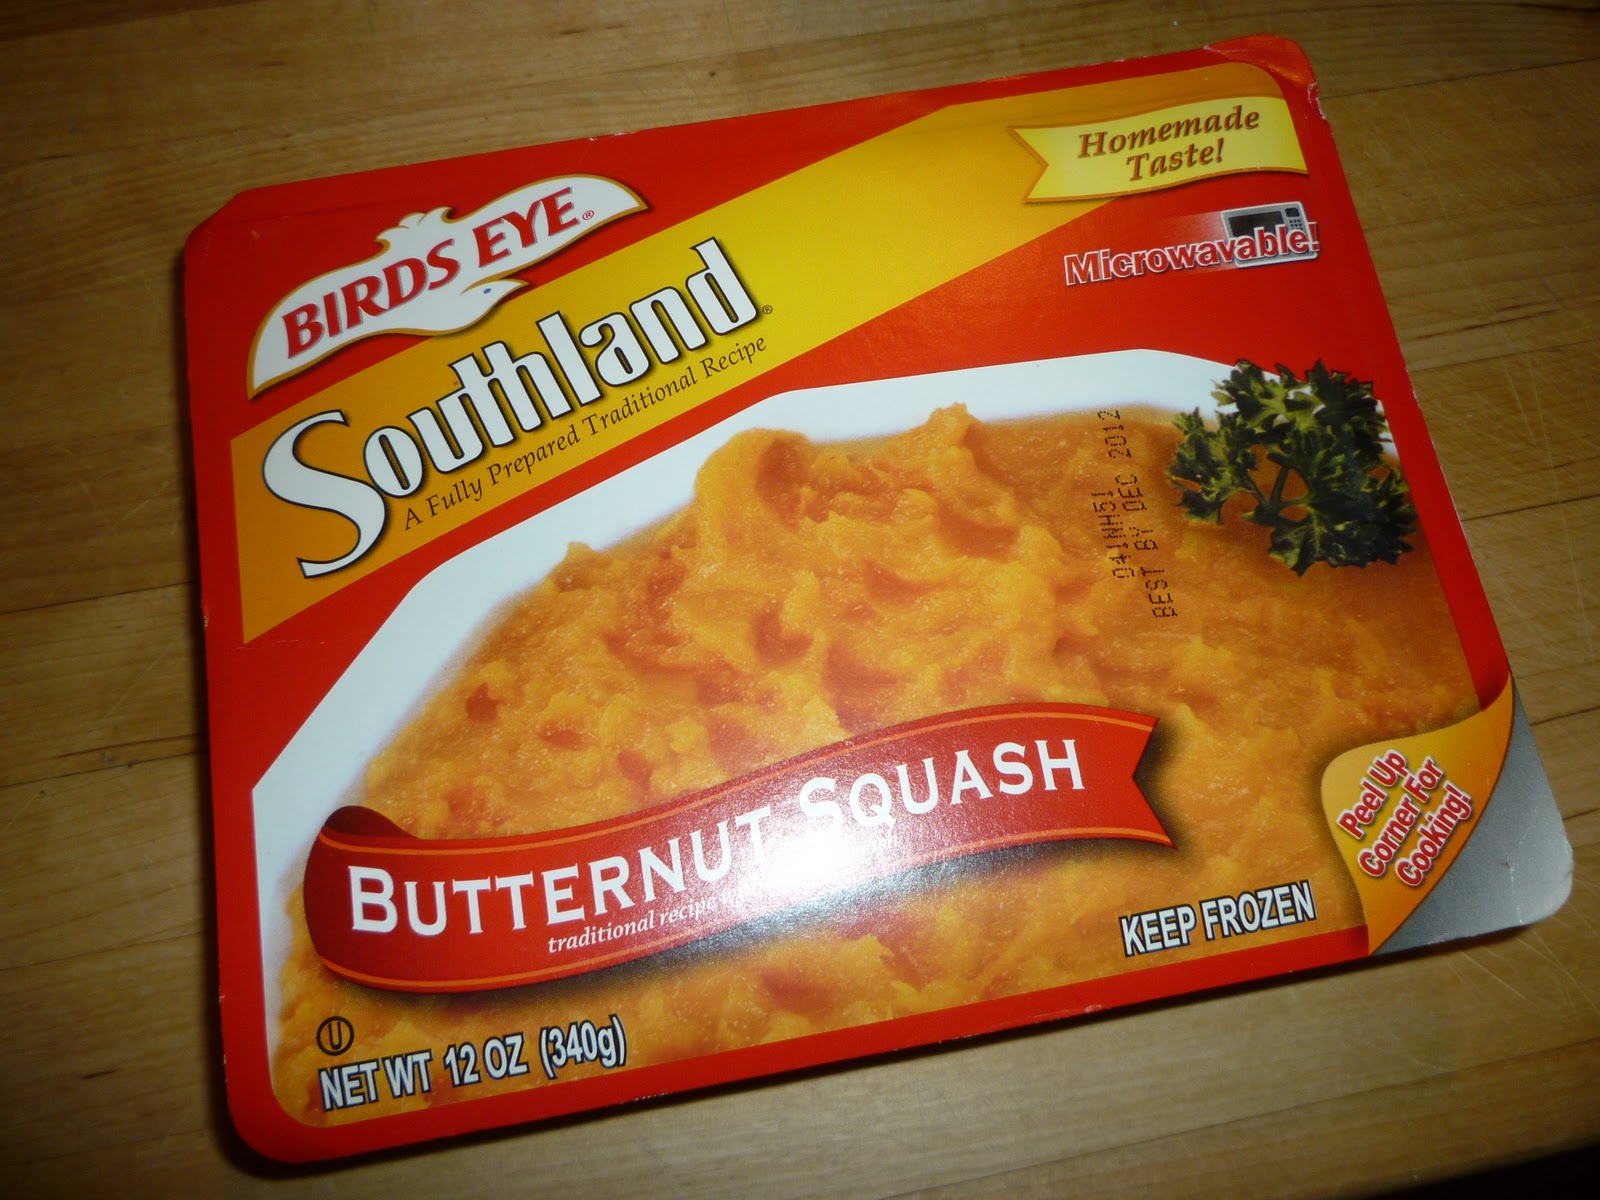 BIRDS EYE®
Southland®
A Fully Prepared Traditional Recipe
Homemade
Taste!
Microwavable!
BEST BY DEC 2012
BUTTERNUT SQUASH
traditional recipe
Peel Up
Corner For
Cooking!
KEEP FROZEN
U
NET WT 12 OZ (340g)